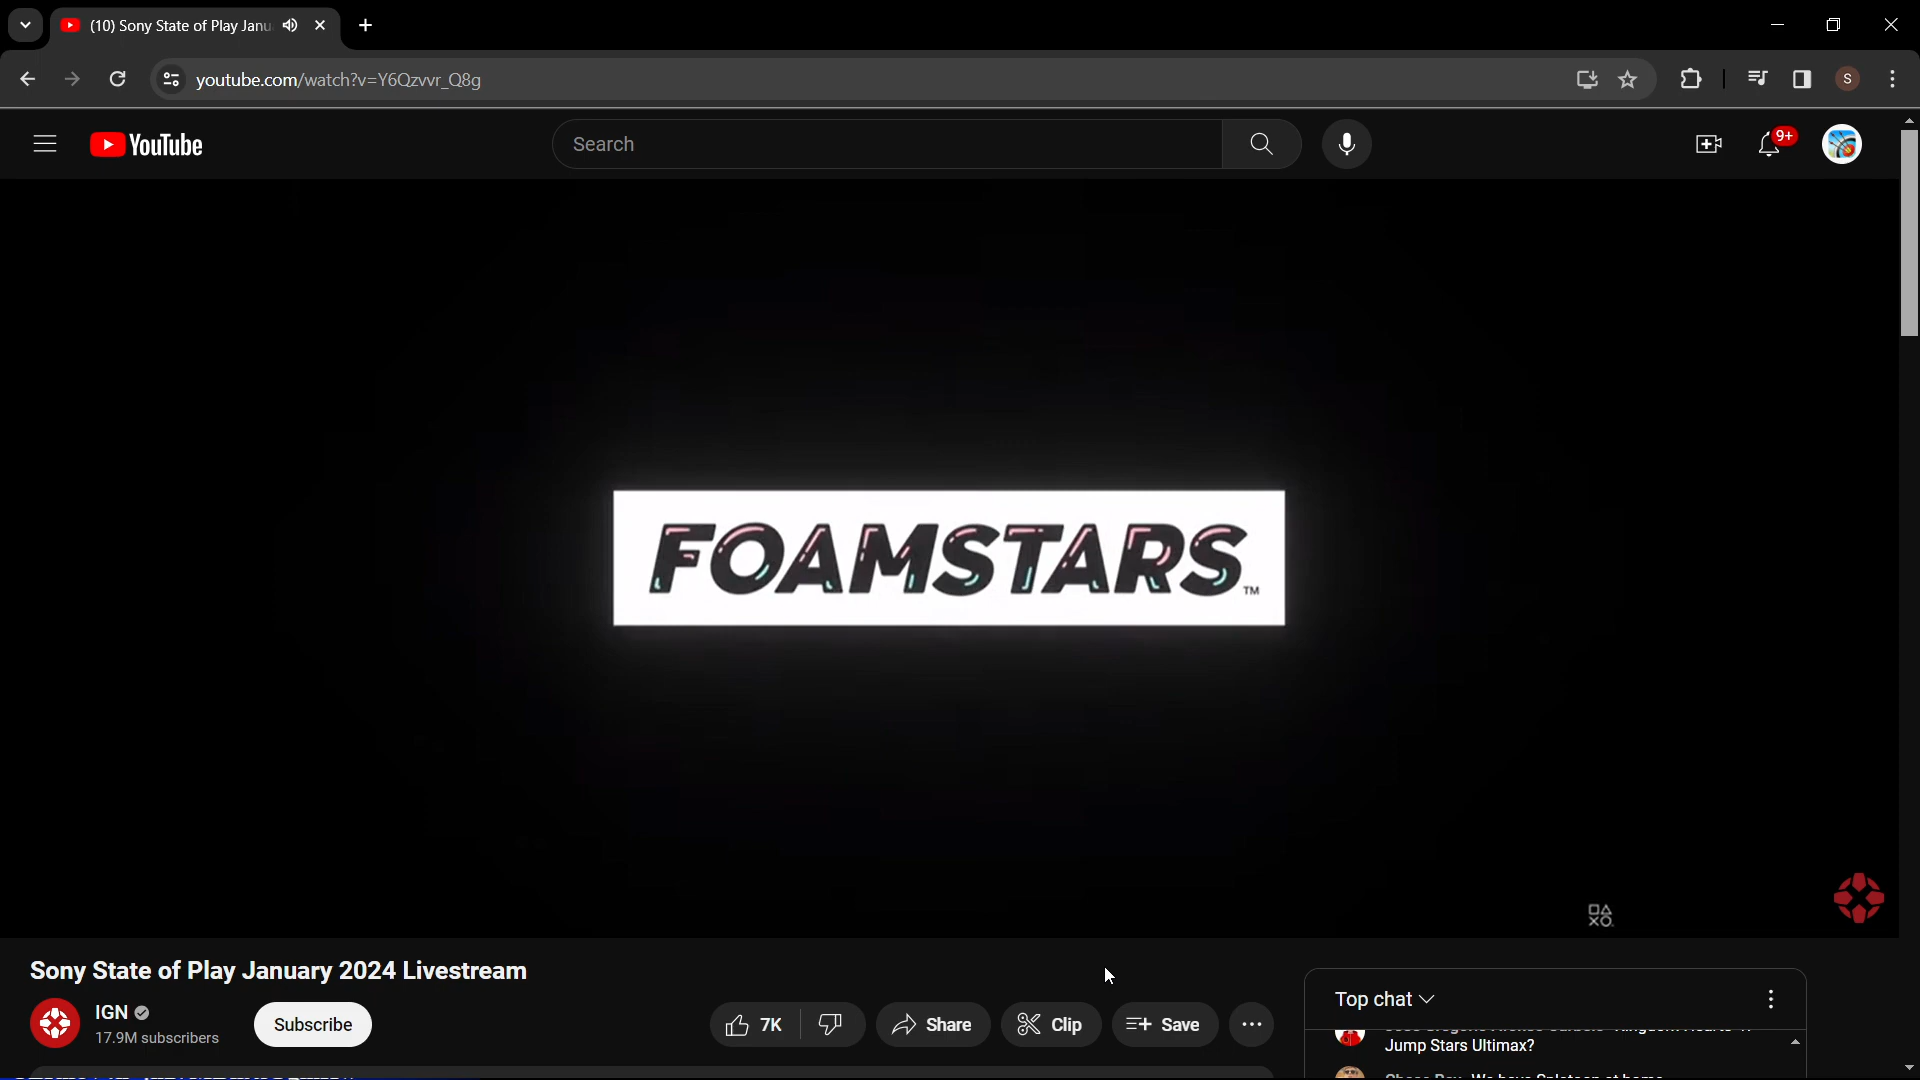 (10) Sony State of Play Janu
youtube.com/watch?v=Y6Qzvvr_Q8g
S
YouTube
Search
9+
FOAMSTARS TM
Sony State of Play January 2024 Livestream
IGN
17.9M subscribers
Subscribe
7K
Share
Clip
Save
Top chat
Jump Stars Ultimax?